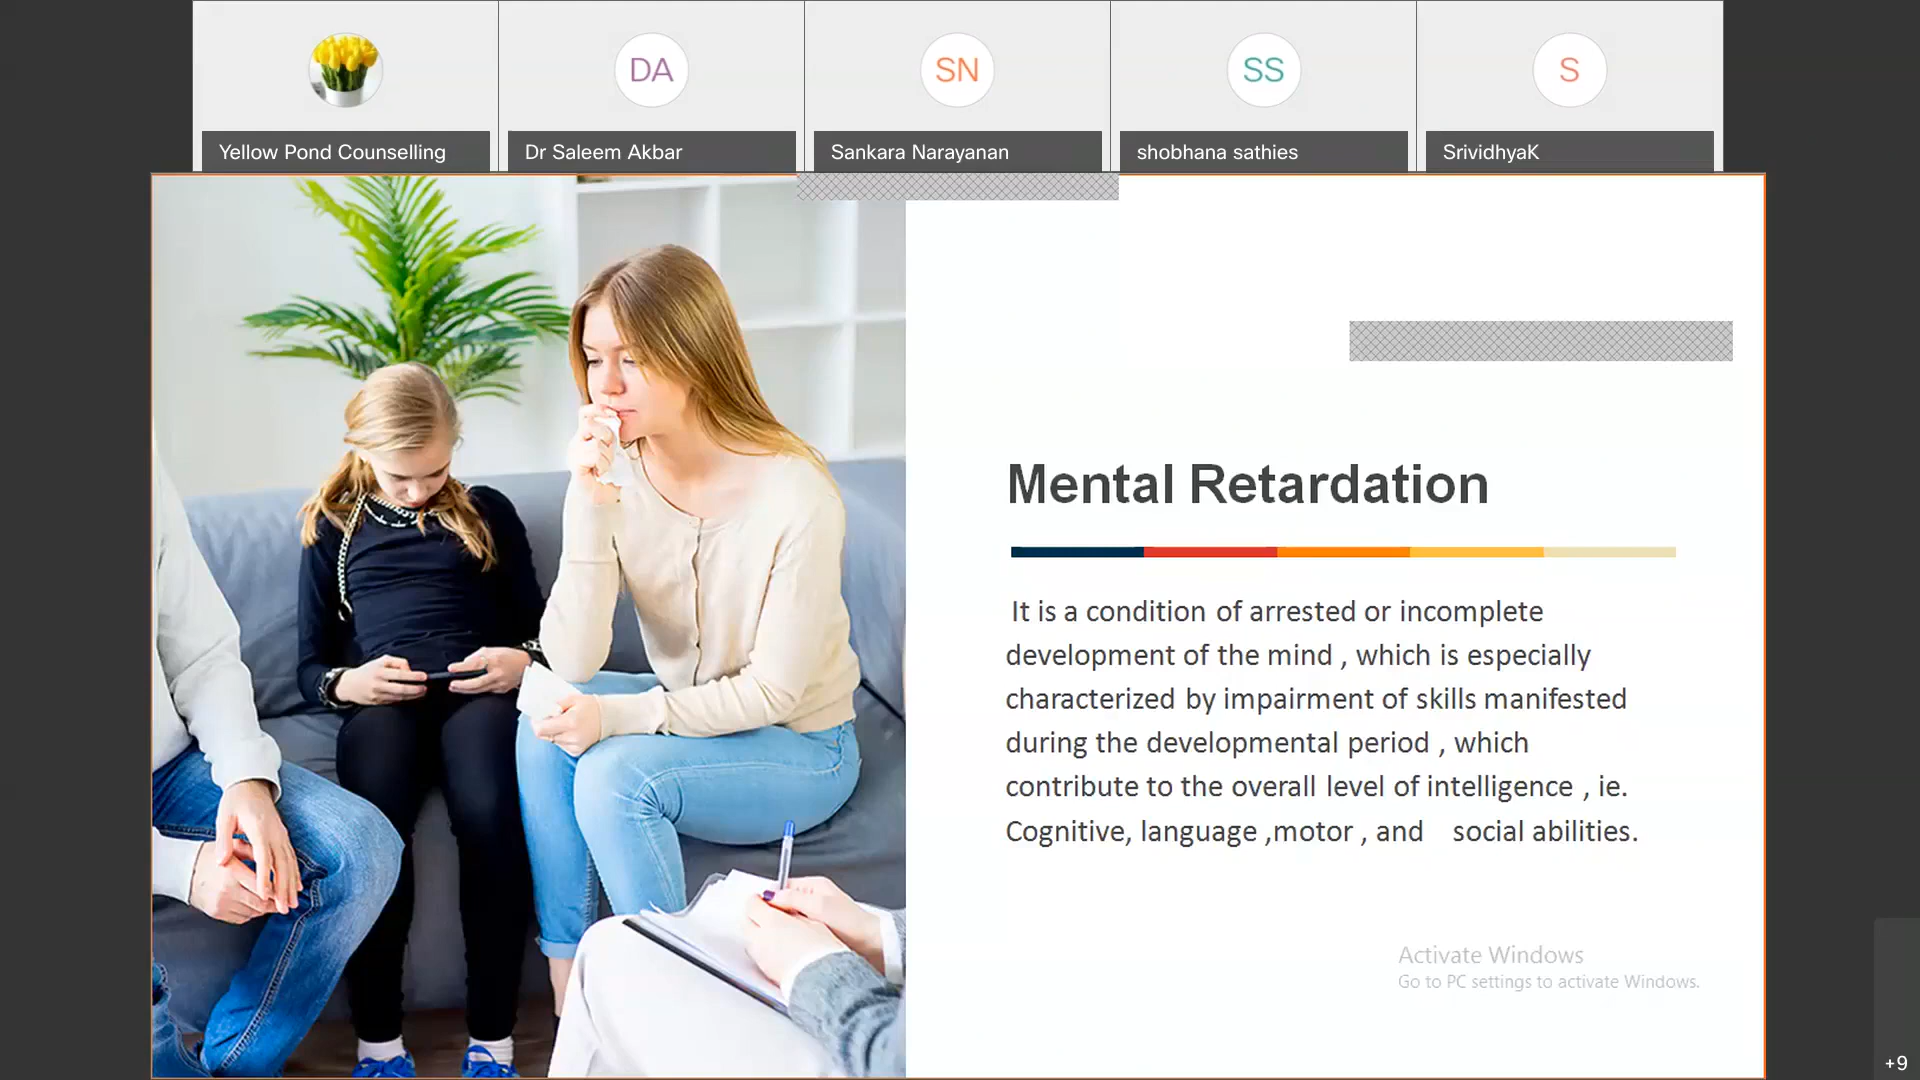 DA
SN
SS
S
Yellow Pond Counselling
Dr Saleem Akbar
Sankara Narayanan
shobhana sathies
SrividhyaK
Mental Retardation
It is a condition of arrested or incomplete
development of the mind , which is especially
characterized by impairment of skills manifested
during the developmental period , which
contribute to the overall level of intelligence , ie.
Cognitive, language ,motor , and social abilities.
Activate Windows
Go to PC settings to activate Windows.
+9